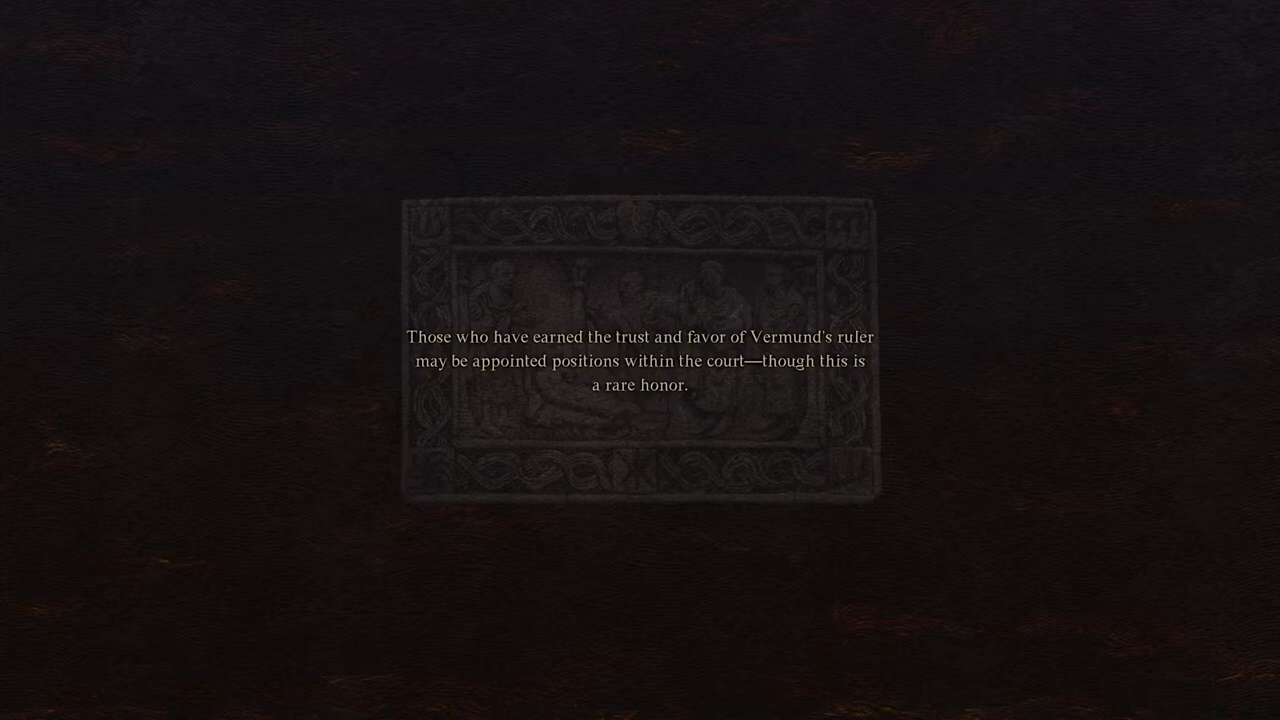 Those who have earned the trust and favor of Vermund's ruler
may be appointed positions within the court—though this is
a rare honor.